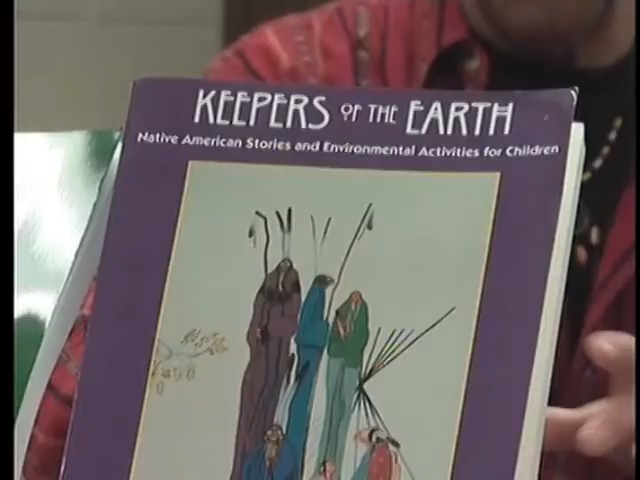 KEEPERS OF THE EARTH
Native American Stories and Environmental Activities for Children